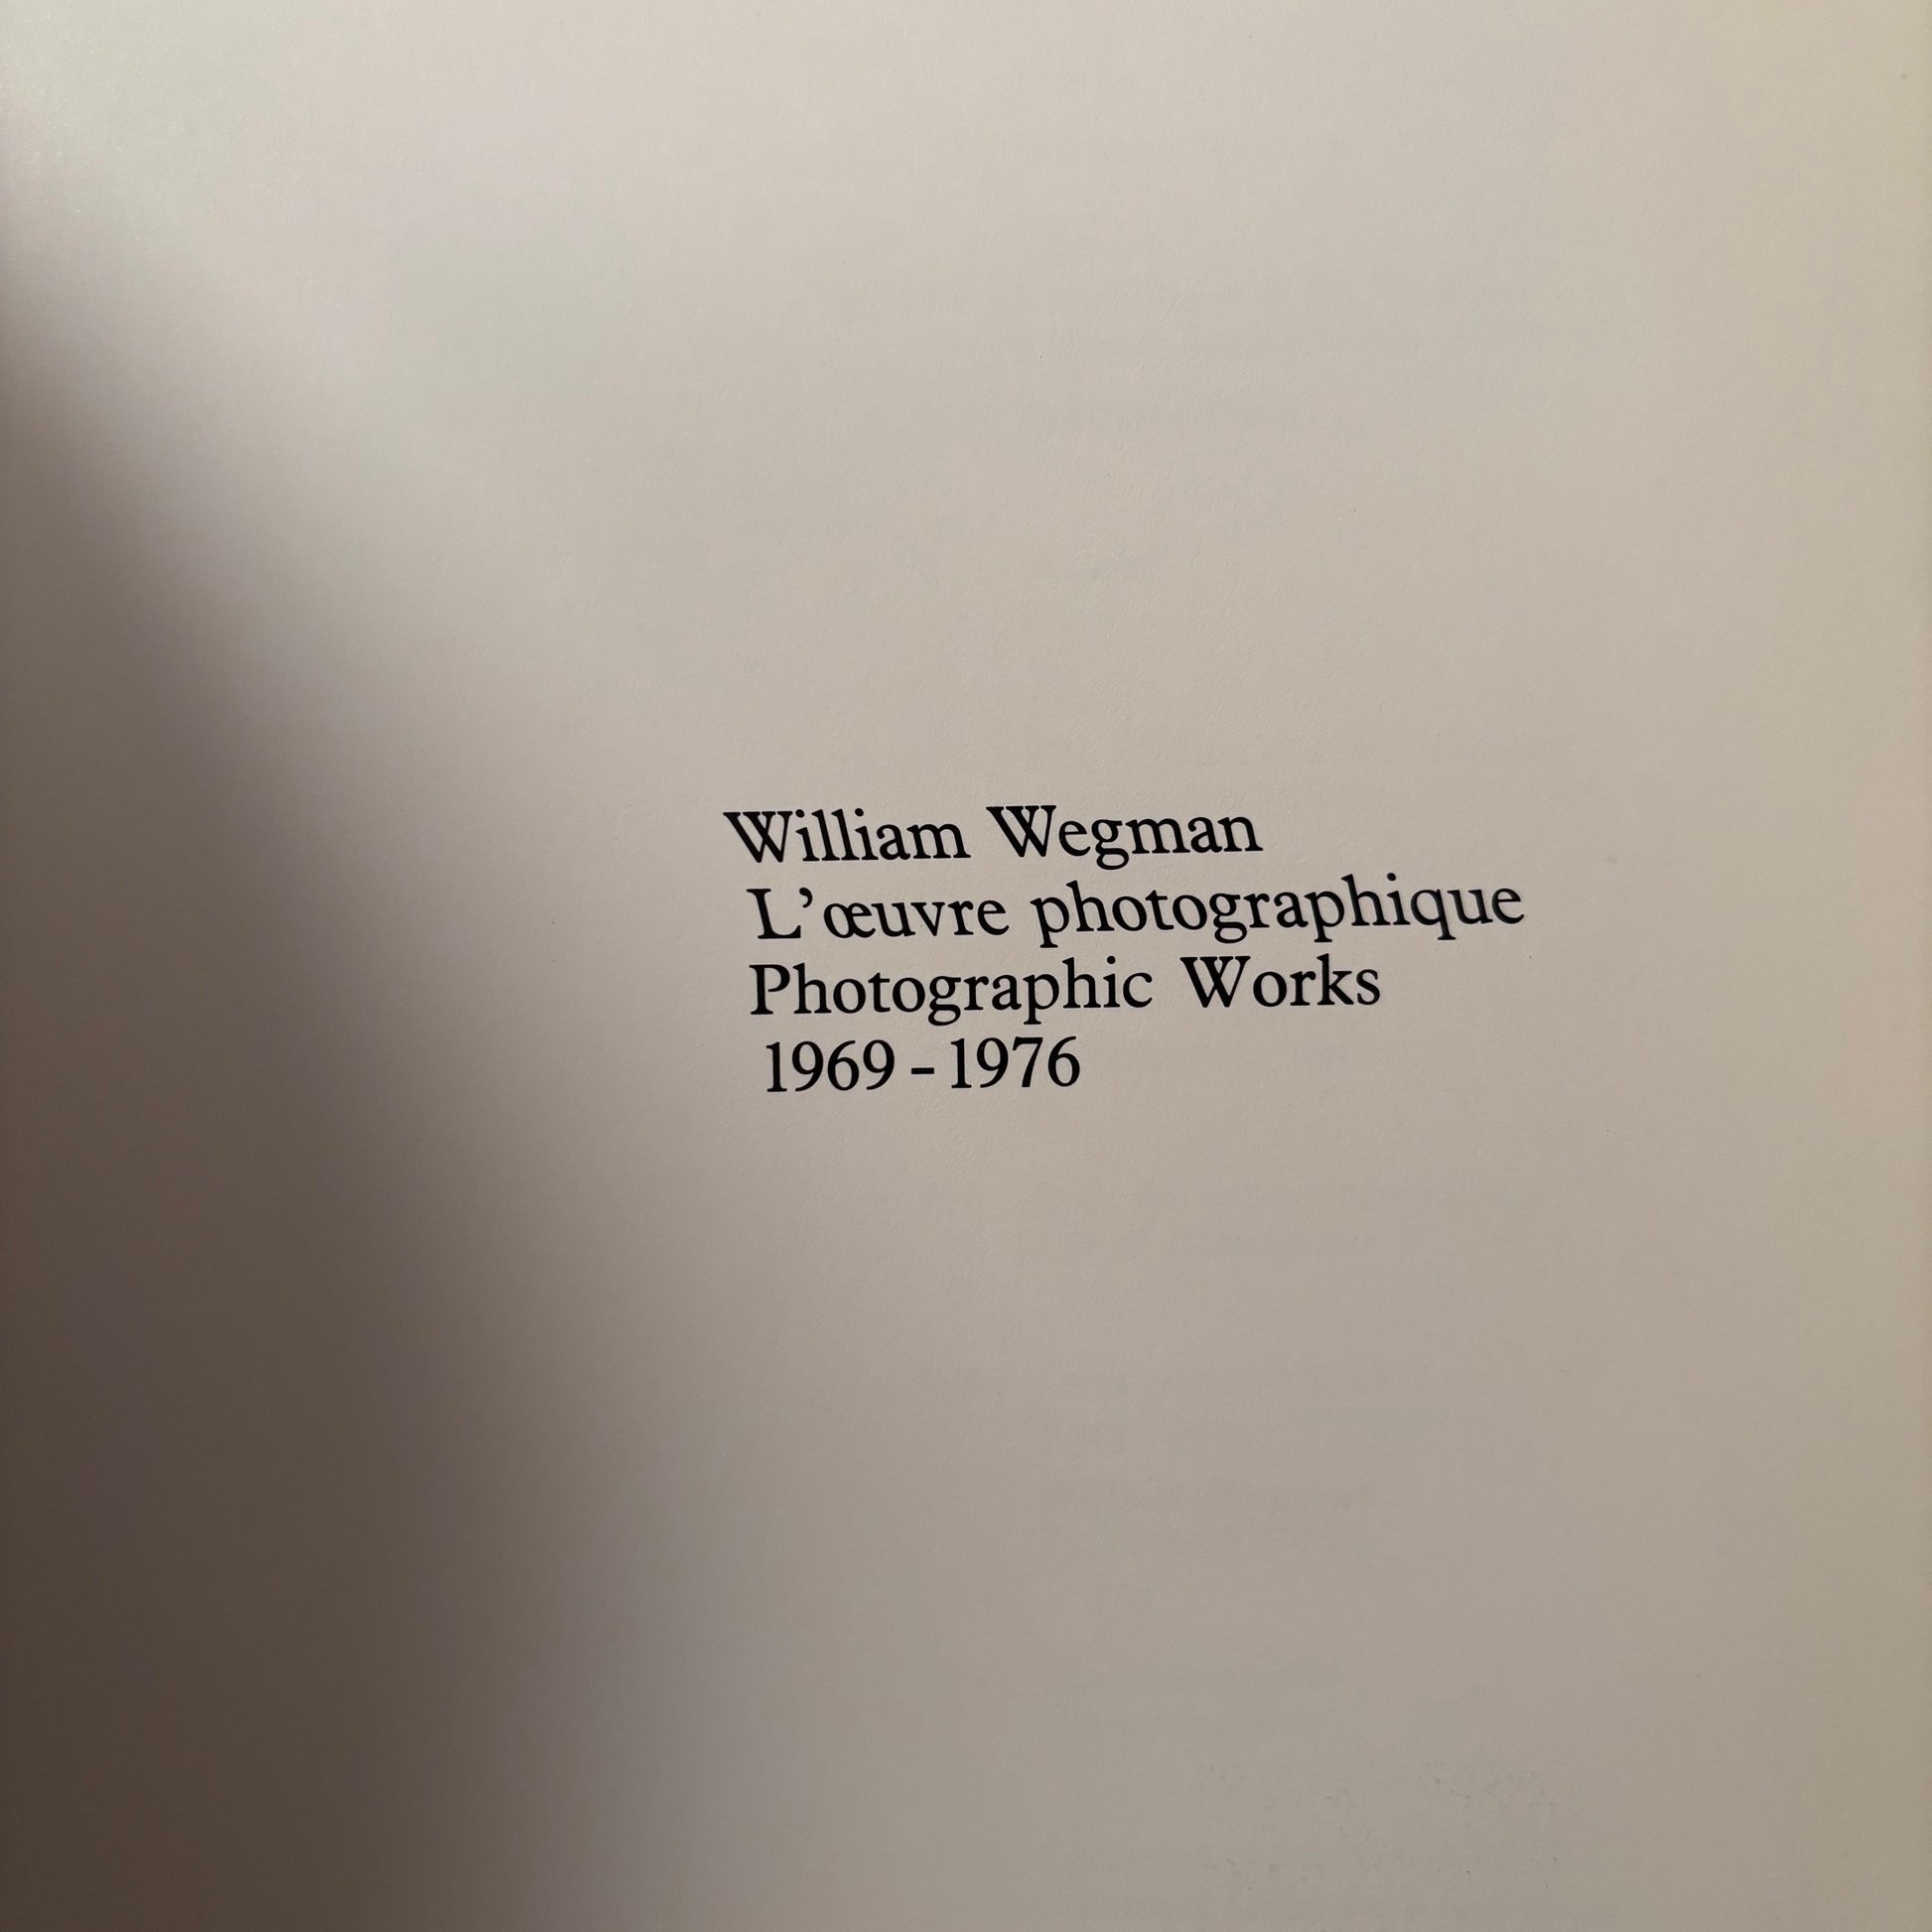 William Wegman
L’œuvre photographique
Photographic Works
1969 - 1976